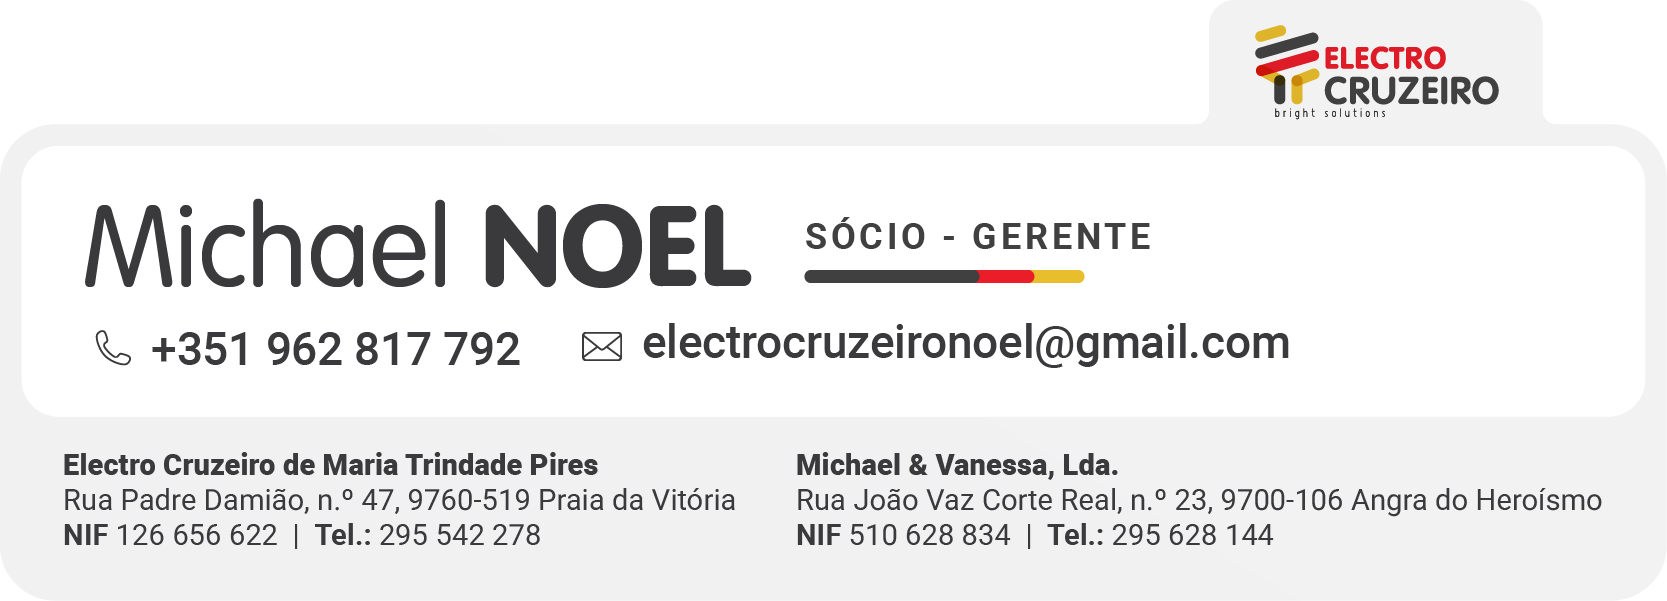 ELECTRO
CRUZEIRO
bright solutions
Michael NOEL
SÓCIO - GERENTE
+351 962 817 792
electrocruzeironoel@gmail.com
Electro Cruzeiro de Maria Trindade Pires
Rua Padre Damião, n.º 47, 9760-519 Praia da Vitória
NIF 126 656 622 | Tel.: 295 542 278
Michael & Vanessa, Lda.
Rua João Vaz Corte Real, n.º 23, 9700-106 Angra do Heroísmo
NIF 510 628 834 | Tel.: 295 628 144